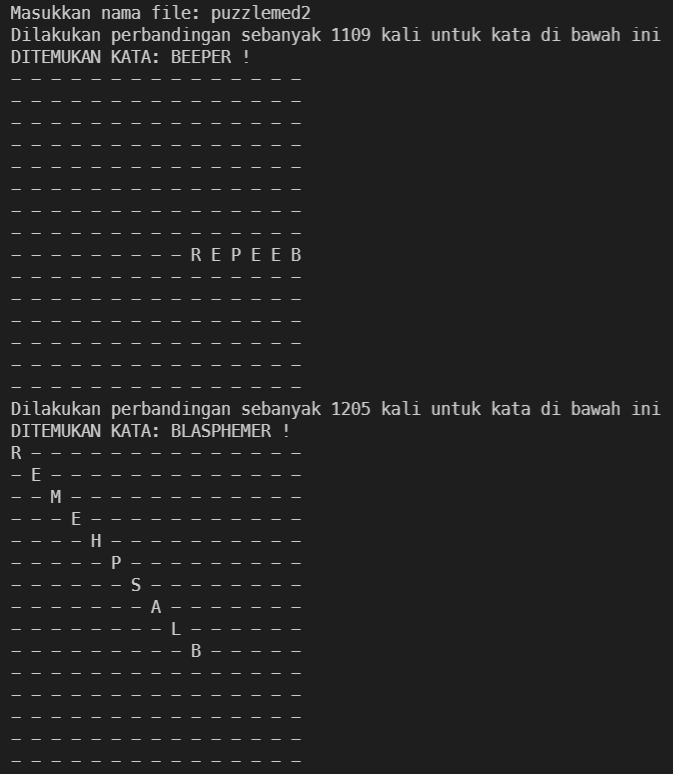 Masukkan nama file: puzzlemed2
Dilakukan perbandingan sebanyak 1109 kali untuk kata di bawah ini
DITEMUKAN KATA: BEEPER !
- - - - - - - - - - - - - - -
- - - - - - - - - - - - - - -
- - - - - - - - - - - - - - -
- - - - - - - - - - - - - - -
- - - - - - - - - - - - - - -
- - - - - - - - - - - - - - -
- - - - - - - - - - - - - - -
- - - - - - - - - - - - - - -
- - - - - - - - - R E P E E B
- - - - - - - - - - - - - - -
- - - - - - - - - - - - - - -
- - - - - - - - - - - - - - -
- - - - - - - - - - - - - - -
- - - - - - - - - - - - - - -
- - - - - - - - - - - - - - -
Dilakukan perbandingan sebanyak 1205 kali untuk kata di bawah ini
DITEMUKAN KATA: BLASPHEMER !
R - - - - - - - - - - - - - -
- E - - - - - - - - - - - - -
- - M - - - - - - - - - - - -
- - - E - - - - - - - - - - -
- - - - H - - - - - - - - - -
- - - - - P - - - - - - - - -
- - - - - - S - - - - - - - -
- - - - - - - A - - - - - - -
- - - - - - - - L - - - - - -
- - - - - - - - - B - - - - -
- - - - - - - - - - - - - - -
- - - - - - - - - - - - - - -
- - - - - - - - - - - - - - -
- - - - - - - - - - - - - - -
- - - - - - - - - - - - - - -